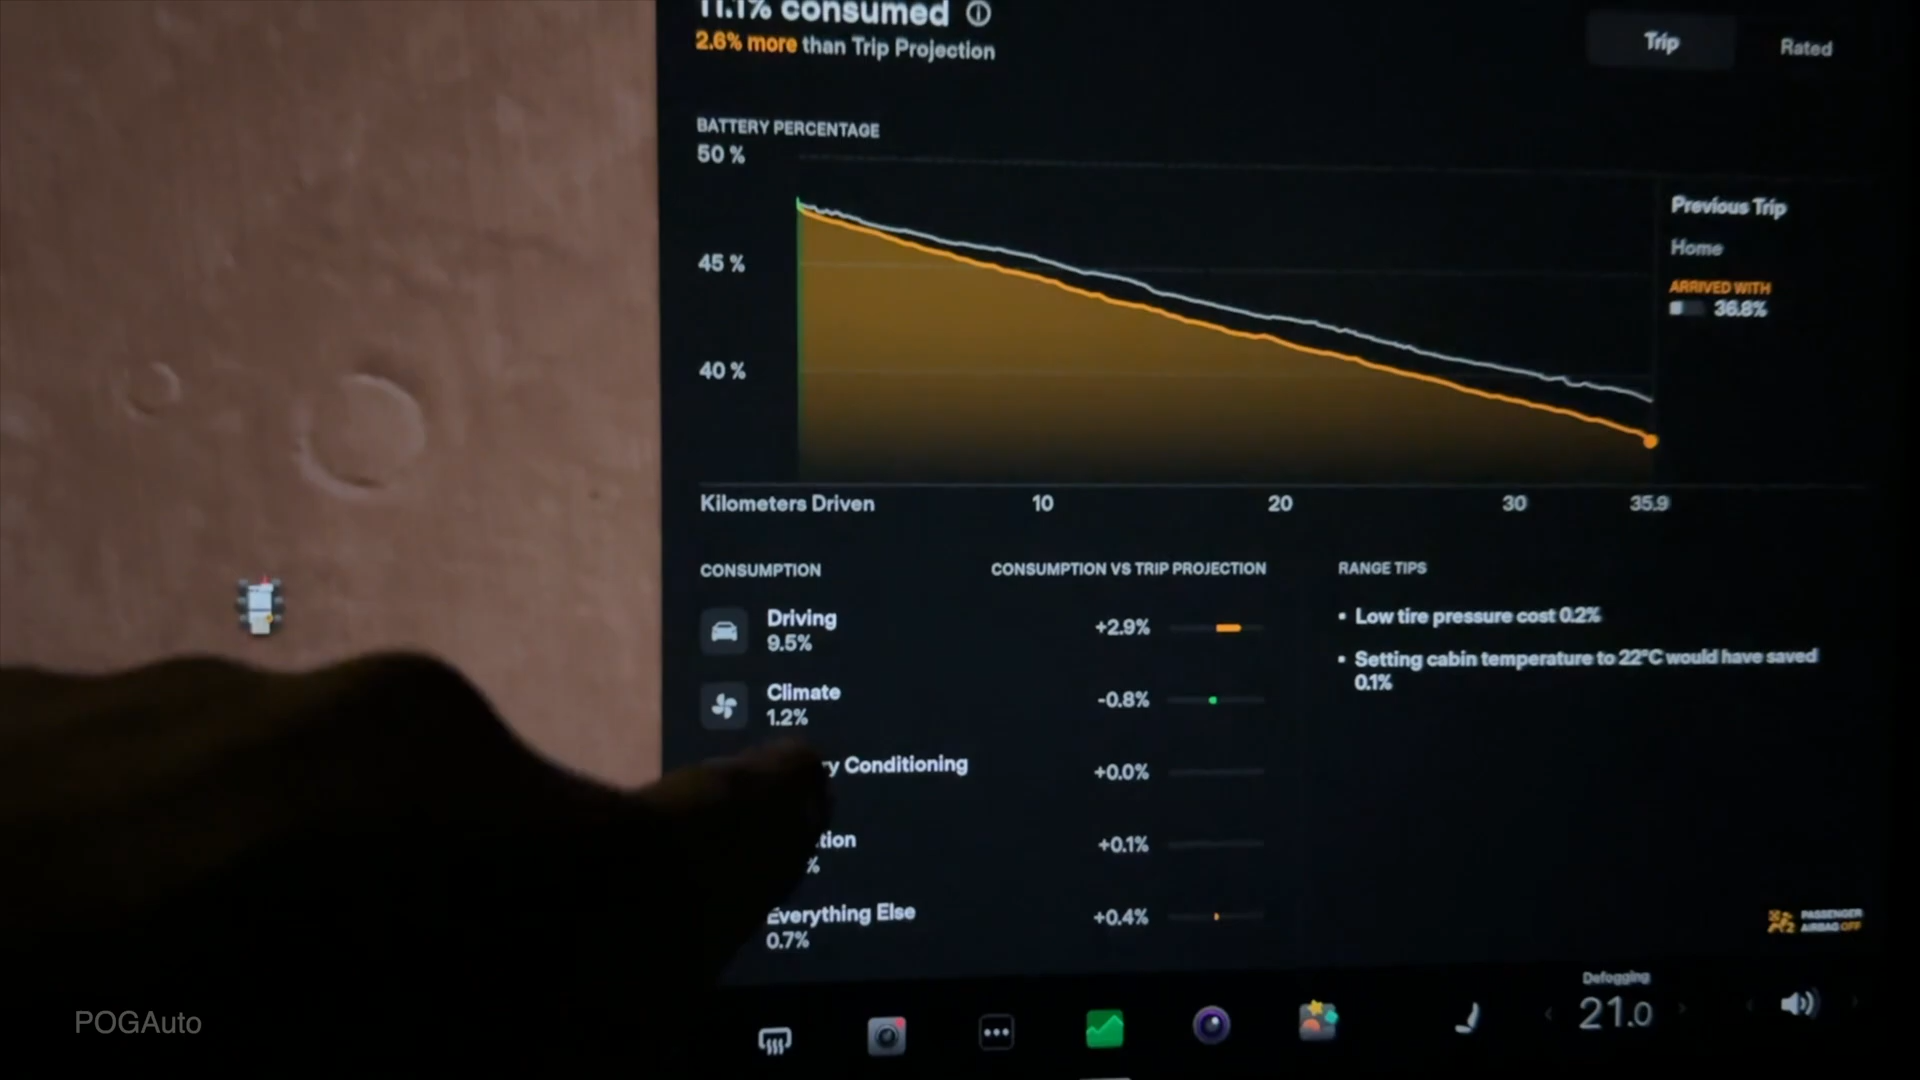 11.1% consumed
2.6% more than Trip Projection
Trip
Rated
BATTERY PERCENTAGE
50 %
45 %
40 %
Previous Trip
Home
ARRIVED WITH
36.8%
Kilometers Driven
10
20
30
35.9
CONSUMPTION
CONSUMPTION VS TRIP PROJECTION
RANGE TIPS
Driving
9.5%
+2.9%
• Low tire pressure cost 0.2%
• Setting cabin temperature to 22°C would have saved
0.1%
Climate
1.2%
-0.8%
ry Conditioning
+0.0%
tion
%
+0.1%
Everything Else
0.7%
+0.4%
PASSENGER
AIRBAG OFF
Defogging
21.0
POGAuto